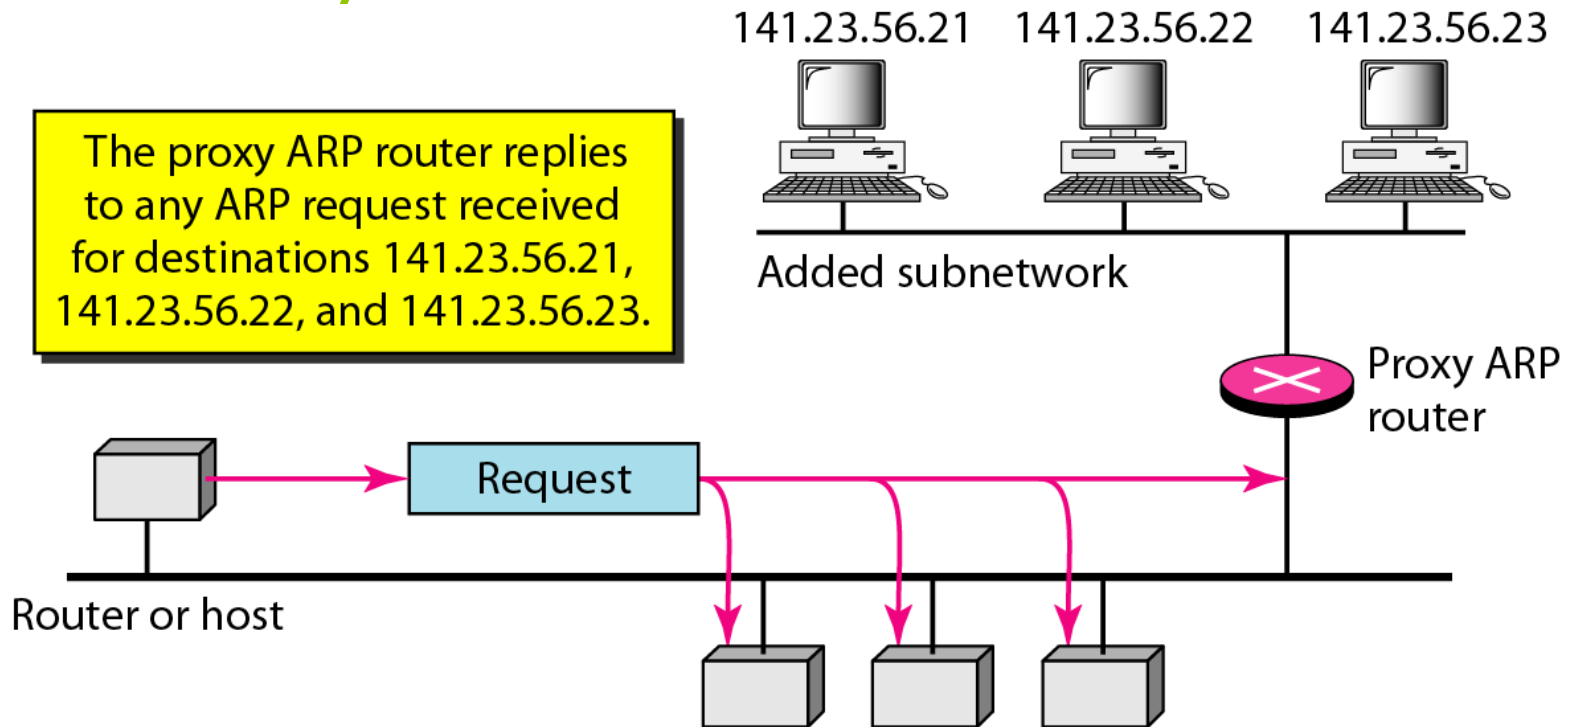 141.23.56.21 141.23.56.22 141.23.56.23
The proxy ARP router replies
to any ARP request received
for destinations 141.23.56.21,
141.23.56.22, and 141.23.56.23.
Added subnetwork
Proxy ARP
router
Request
Router or host